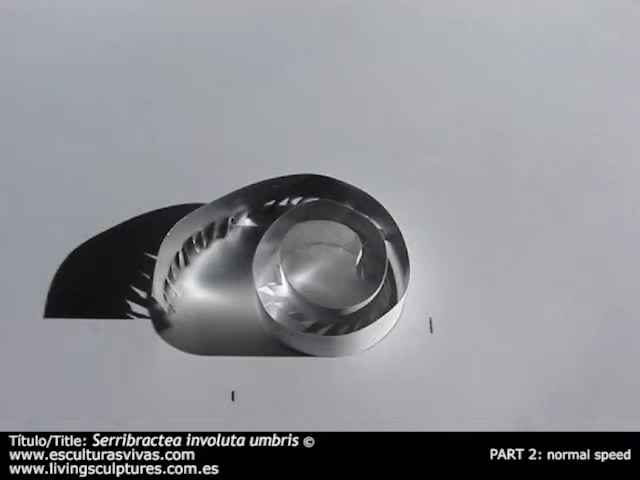 Título/Title: Serribractea involuta umbris ©
www.esculturasvivas.com
www.livingsculptures.com.es
PART 2: normal speed